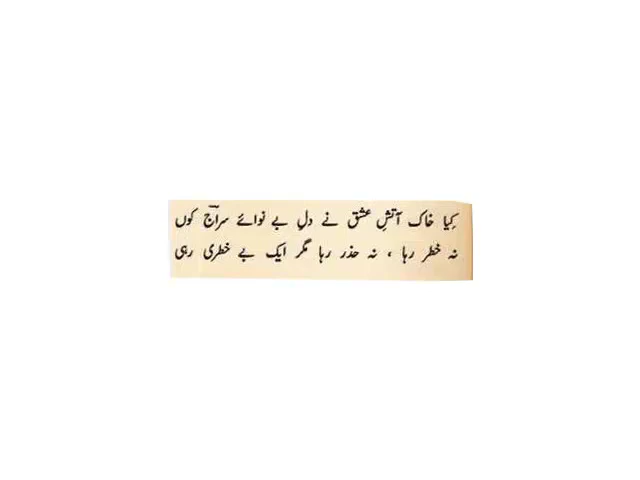 کِیا خاک آتشِ عشق نے دلِ بے نوائے سراؔج کوں
نہ خطر رہا ، نہ حذر رہا مگر ایک بے خطری رہی